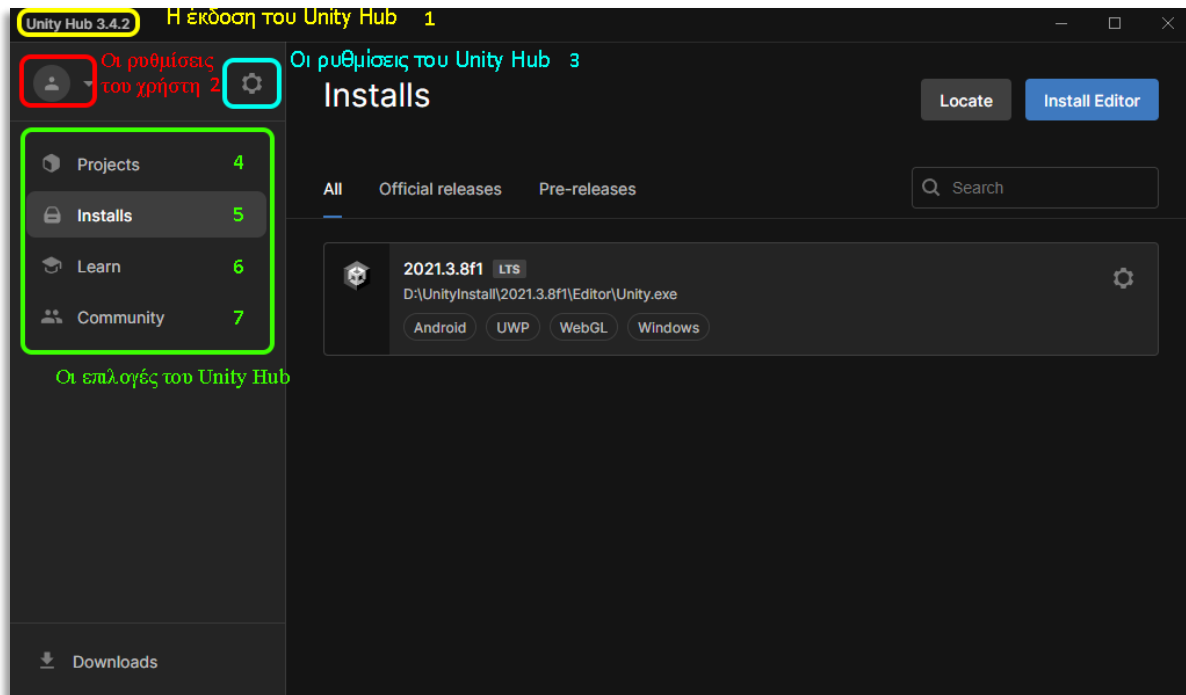 Unity Hub 3.4.2 Η έκδοση του Unity Hub 1
Οι ρυθμίσεις του χρήστη 2
Οι ρυθμίσεις του Unity Hub 3
Installs
Locate
Install Editor
Projects 4
Installs 5
Learn 6
Community 7
Οι επιλογές του Unity Hub
All Official releases Pre-releases
Search
2021.3.8f1 LTS
D:\UnityInstall\2021.3.8f1\Editor\Unity.exe
Android UWP WebGL Windows
Downloads